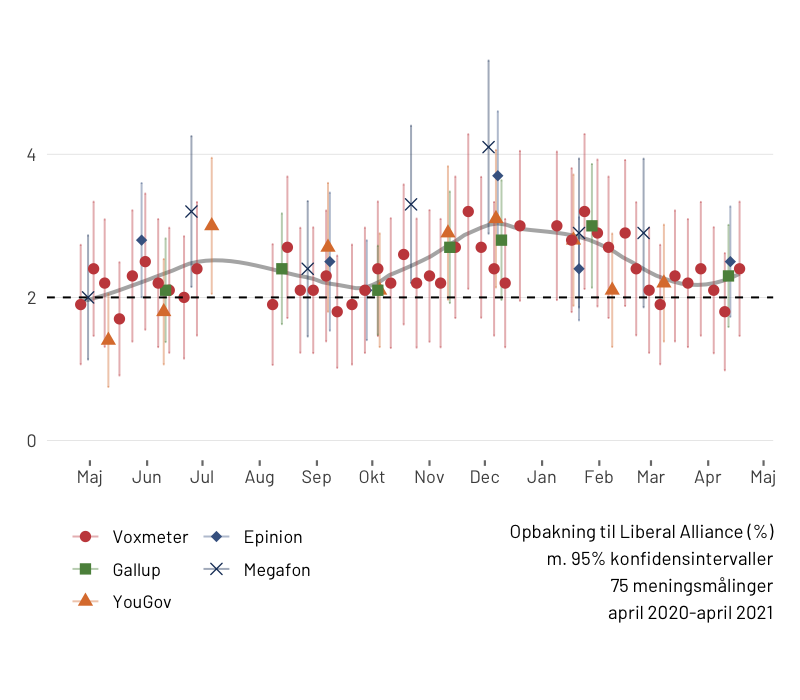 4
2
0
Maj Jun Jul Aug Sep Okt Nov Dec Jan Feb Mar Apr Maj
Voxmeter Epinion
Gallup Megafon
YouGov
Opbakning til Liberal Alliance (%)
m. 95% konfidensintervaller
75 meningsmålinger
april 2020-april 2021